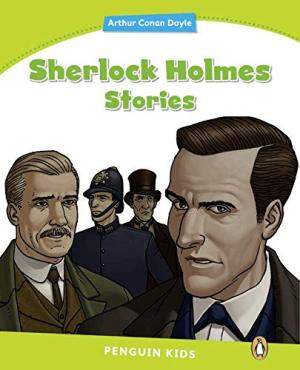 Arthur Conan Doyle
Sherlock Holmes
Stories
PENGUIN KIDS